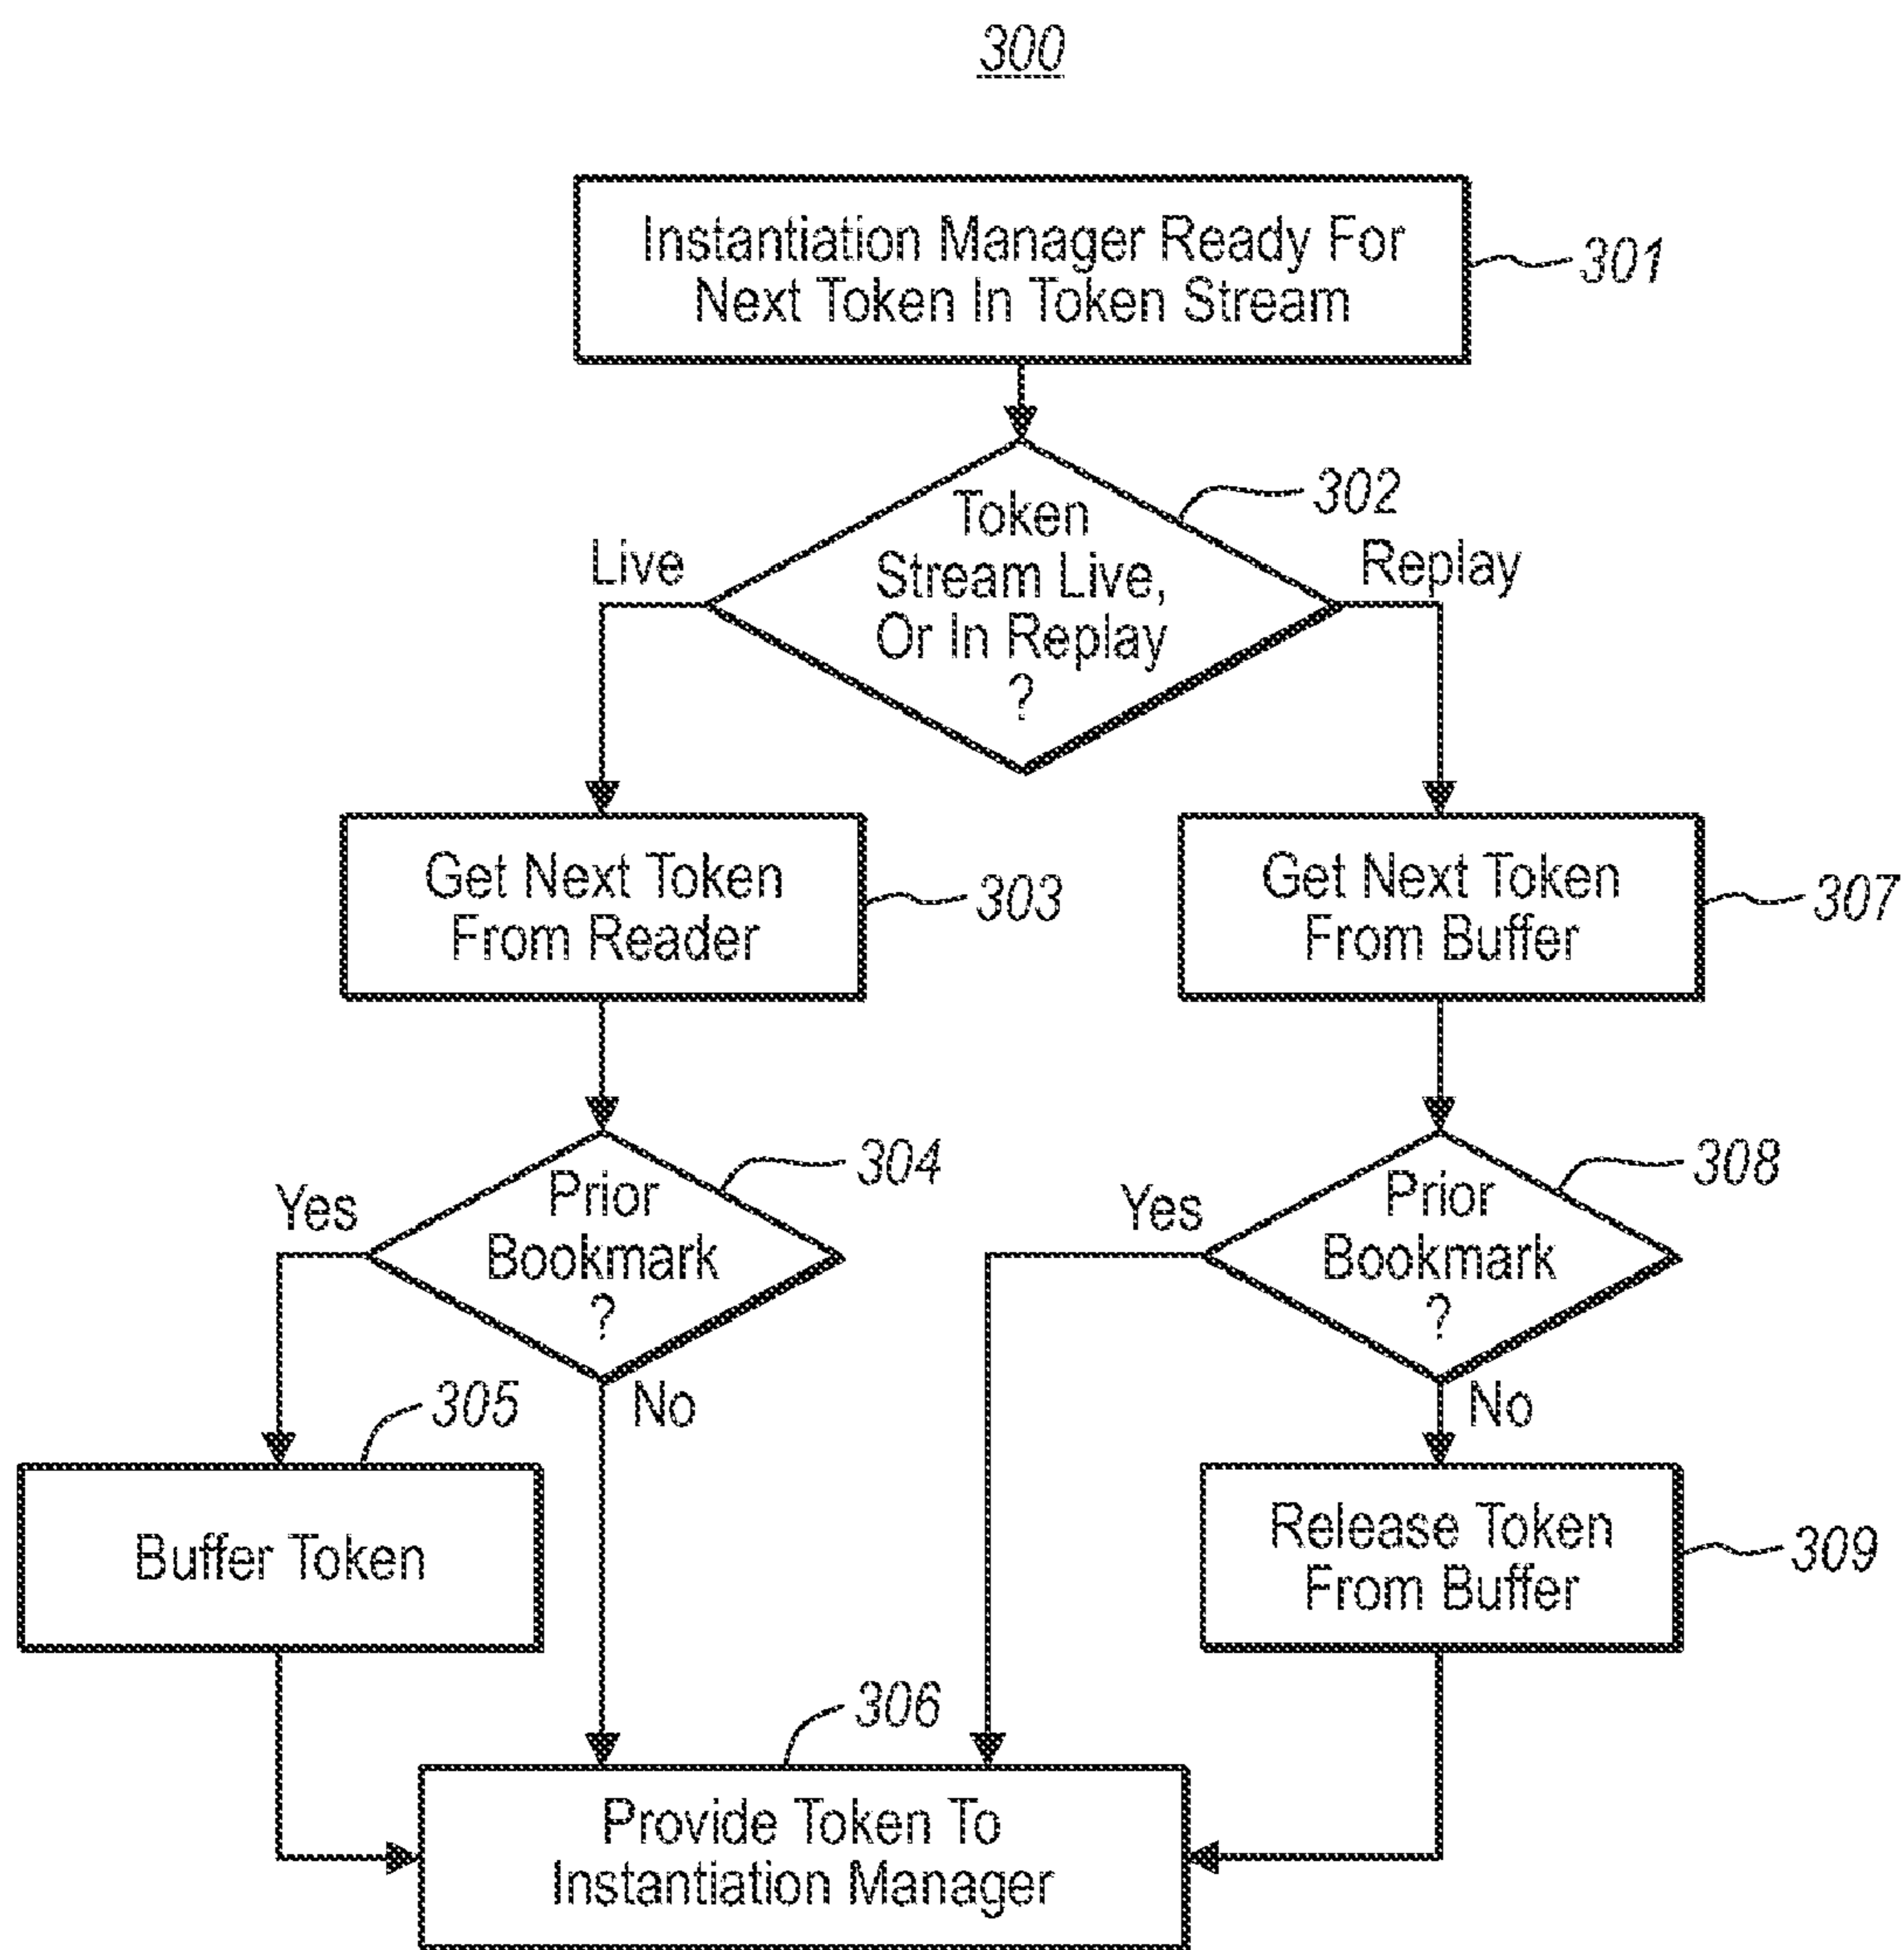 300
Instantiation Manager Ready For
Next Token In Token Stream
301
302
Token
Stream Live,
Or In Replay
?
Live
Replay
Get Next Token
From Reader
303
Get Next Token
From Buffer
307
304
Prior
Bookmark
?
Yes
No
308
Prior
Bookmark
?
Yes
No
305
Buffer Token
Release Token
From Buffer
309
306
Provide Token To
Instantiation Manager